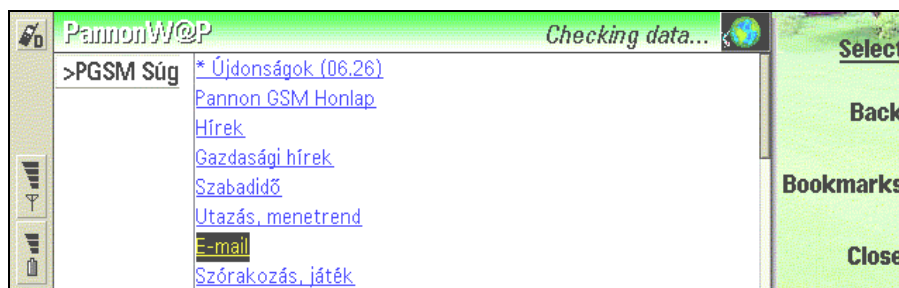 PannonW@P
Checking data...
>PGSM Súg
* Újdonságok (06.26)
Pannon GSM Honlap
Hírek
Gazdasági hírek
Szabadidő
Utazás, menetrend
E-mail
Szórakozás, játék
Select
Back
Bookmarks
Close
D